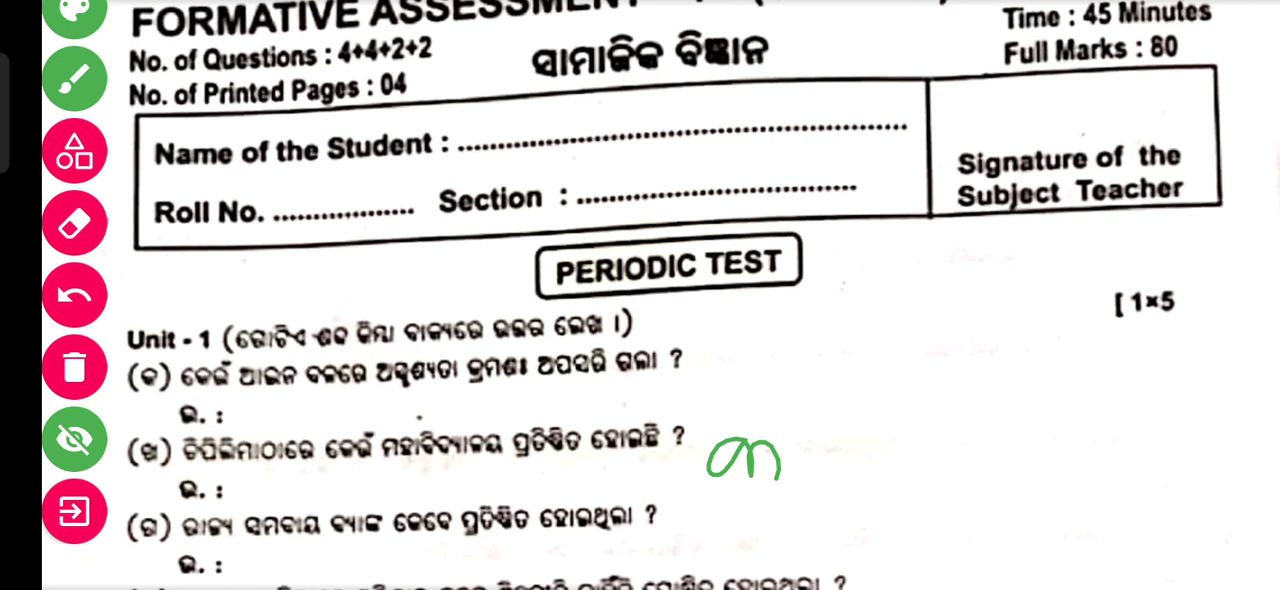 FORMATIVE ASSESSMENT
Time : 45 Minutes
No. of Questions : 4+4+2+2
ସାମାଜିକ ବିଜ୍ଞାନ
Full Marks : 80
No. of Printed Pages : 04
Name of the Student : ............................................................
Signature of the
Subject Teacher
Roll No. .................. Section : ...................................
PERIODIC TEST
[ 1×5
Unit - 1 (ଗୋଟିଏ ଶବ୍ଦ କିମ୍ବା ବାକ୍ୟରେ ଉତ୍ତର ଲେଖ ।)
(କ) କେଉଁ ଆଇନ ବଳରେ ଅସ୍ପୃଶ୍ୟତା କ୍ରମଶଃ ଅପସରି ଗଲା ?
ଉ. :
(ଖ) ଚିପିଲିମାଠାରେ କେଉଁ ମହାବିଦ୍ୟାଳୟ ପ୍ରତିଷ୍ଠିତ ହୋଇଛି ?
ଉ. :
(ଗ) ରାଜ୍ୟ ସମବାୟ ବ୍ୟାଙ୍କ କେବେ ପ୍ରତିଷ୍ଠିତ ହୋଇଥିଲା ?
ଉ. :